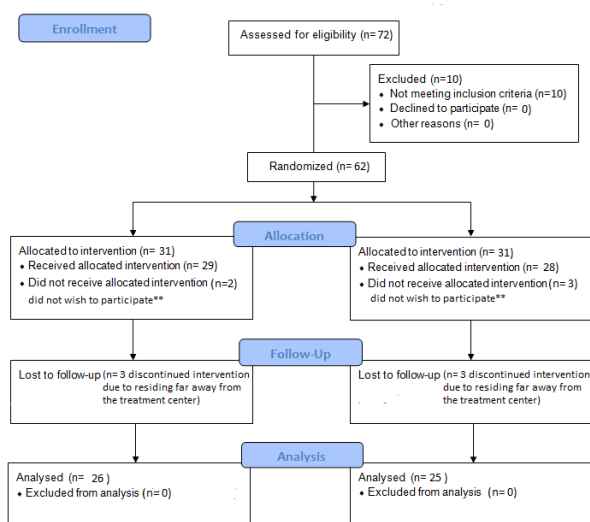 Enrollment
Assessed for eligibility (n=72)
Excluded (n=10)
♦ Not meeting inclusion criteria (n=10)
♦ Declined to participate (n= 0)
♦ Other reasons (n= 0)
Randomized (n= 62)
Allocation
Allocated to intervention (n= 31)
♦ Received allocated intervention (n= 29)
♦ Did not receive allocated intervention (n=2)
did not wish to participate**
Allocated to intervention (n= 31)
♦ Received allocated intervention (n= 28)
♦ Did not receive allocated intervention (n= 3)
did not wish to participate**
Follow-Up
Lost to follow-up (n= 3 discontinued intervention
due to residing far away from
the treatment center)
Lost to follow-up (n= 3 discontinued intervention
due to residing far away from
the treatment center)
Analysis
Analysed (n= 26 )
♦ Excluded from analysis (n=0)
Analysed (n= 25 )
♦ Excluded from analysis (n=0)